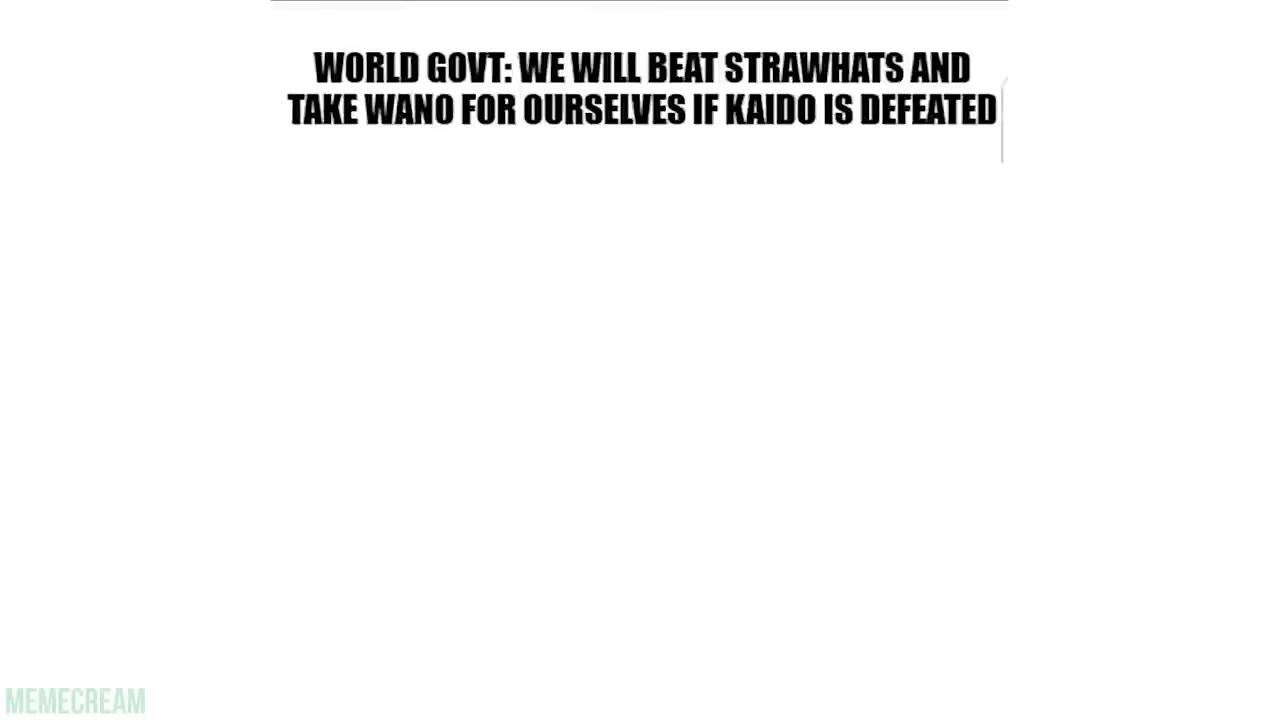 WORLD GOVT: WE WILL BEAT STRAWHATS AND
TAKE WANO FOR OURSELVES IF KAIDO IS DEFEATED
MEMECREAM